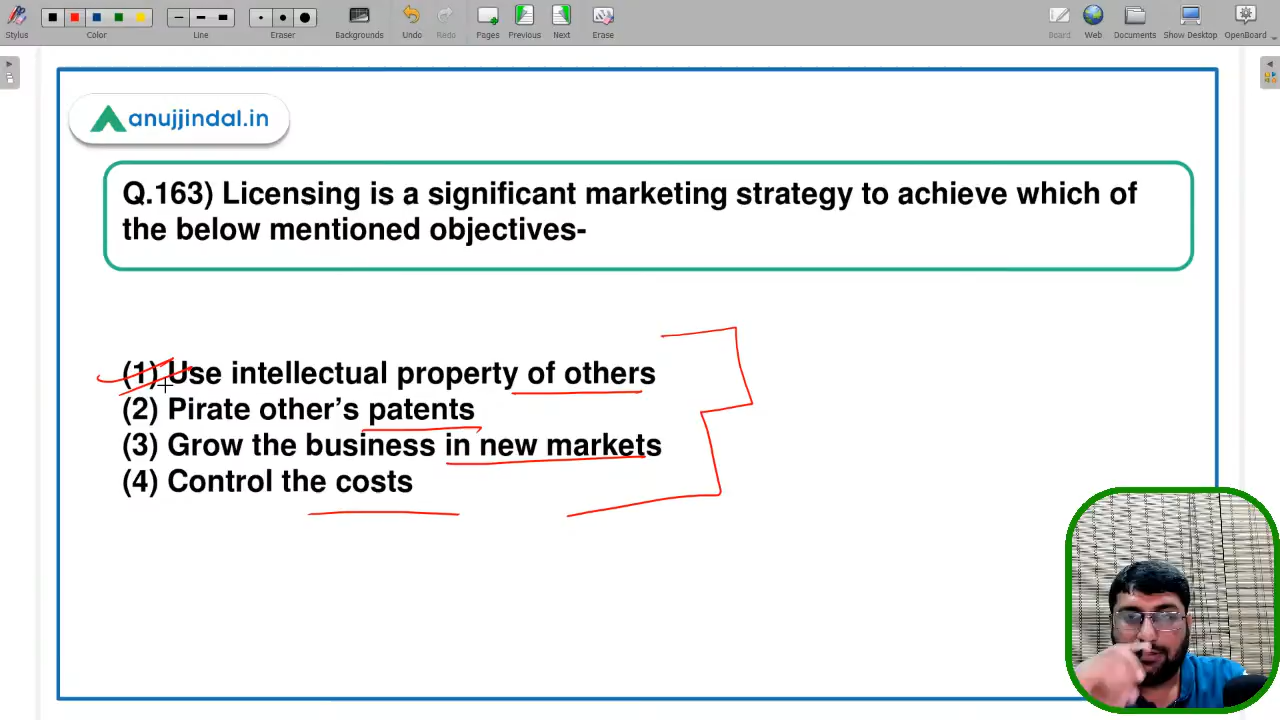 Stylus
Color
Line
Eraser
Backgrounds
Undo
Redo
Pages
Previous
Next
Erase
Board
Web
Documents
Show Desktop
OpenBoard
anujjindal.in
Q.163) Licensing is a significant marketing strategy to achieve which of
the below mentioned objectives-
(1) Use intellectual property of others
(2) Pirate other’s patents
(3) Grow the business in new markets
(4) Control the costs